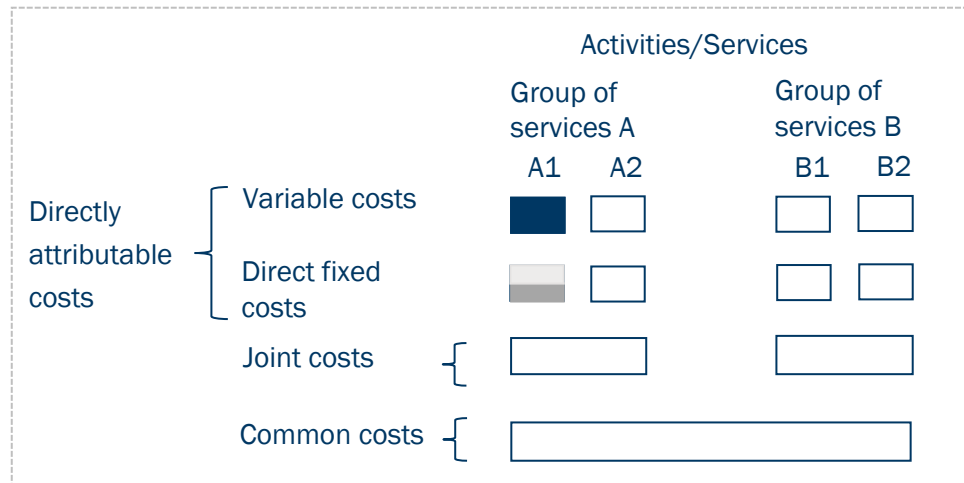 Activities/Services
Group of
services A
Group of
services B
A1
A2
B1
B2
Directly
attributable
costs
Variable costs
Direct fixed
costs
Joint costs
Common costs